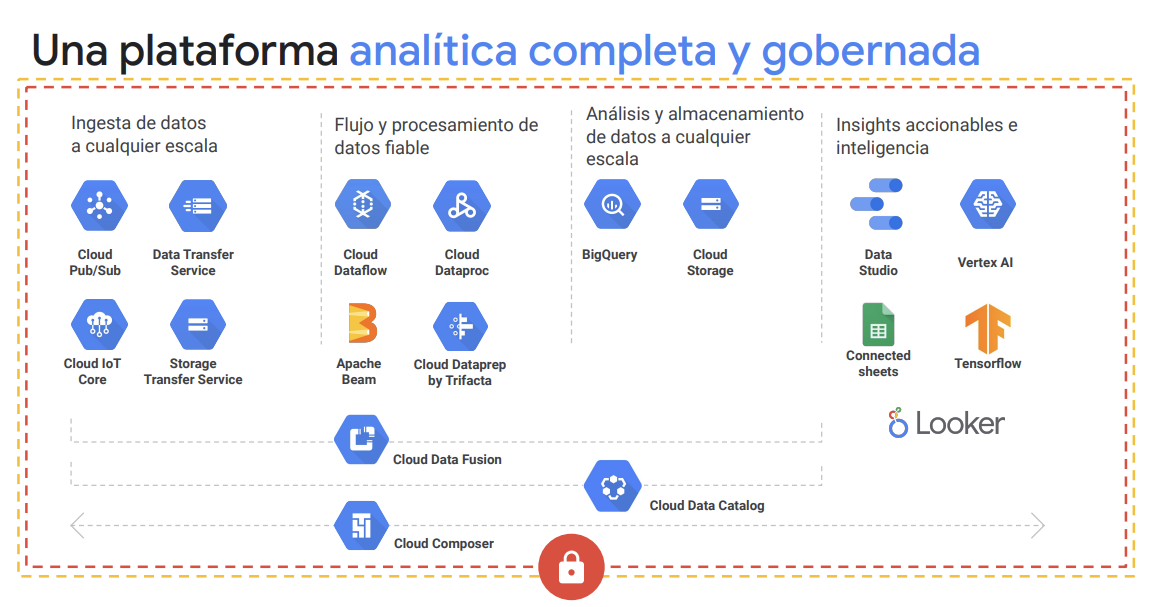 Una plataforma analítica completa y gobernada
Ingesta de datos
a cualquier escala
Cloud
Pub/Sub
Data Transfer
Service
Cloud IoT
Core
Storage
Transfer Service
Flujo y procesamiento de
datos fiable
Cloud
Dataflow
Cloud
Dataproc
Apache
Beam
Cloud Dataprep
by Trifacta
Análisis y almacenamiento
de datos a cualquier
escala
BigQuery
Cloud
Storage
Insights accionables e
inteligencia
Data
Studio
Vertex AI
Connected
sheets
Tensorflow
Looker
Cloud Data Fusion
Cloud Data Catalog
Cloud Composer